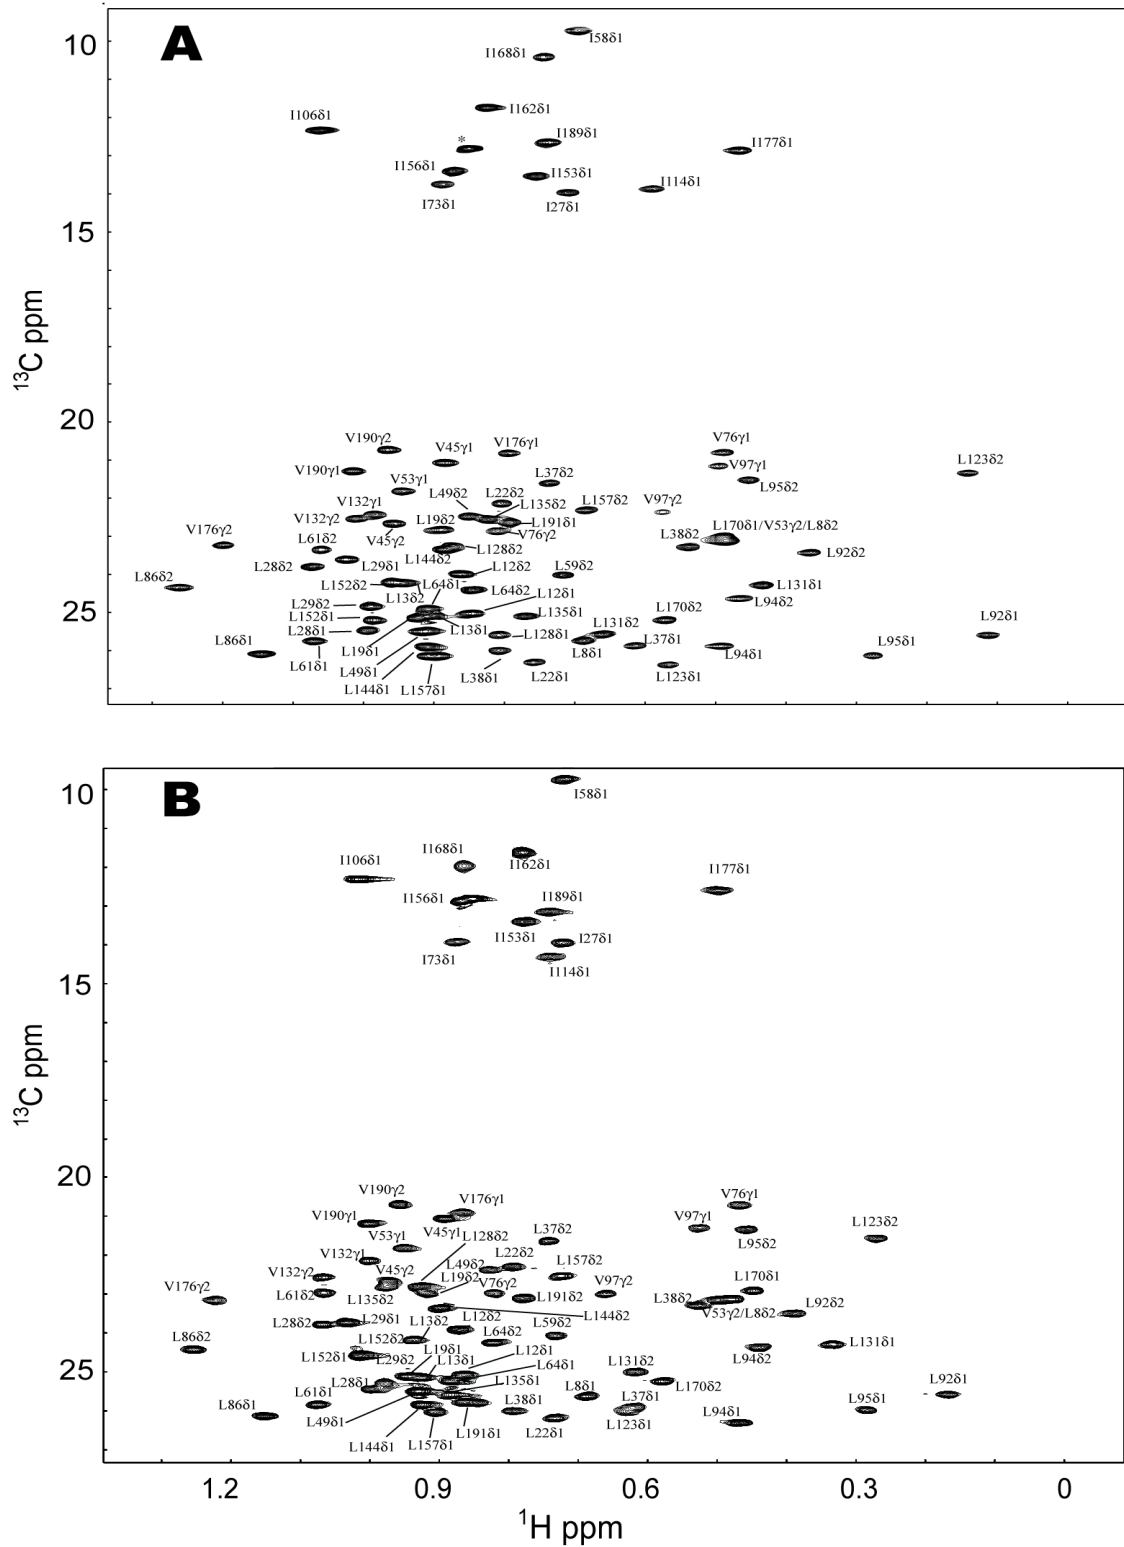 A
10
I58δ1
I168δ1
I162δ1
I106δ1
*
I189δ1
I177δ1
I156δ1
I153δ1
I114δ1
I73δ1
I27δ1
15
13C ppm
20
V190γ2
V45γ1
V176γ1
V76γ1
V190γ1
V97γ1
L123δ2
V53γ1
L37δ2
L95δ2
L49δ2
L22δ2
V132γ1
L135δ2
L157δ2
V97γ2
V132γ2
L19δ2
L191δ1
L170δ1/V53γ2/L8δ2
V176γ2
L61δ2
V45γ2
V76γ2
L38δ2
L128δ2
L92δ2
L144δ2
L28δ2
L29δ1
L12δ2
L59δ2
L86δ2
L152δ2
L64δ1
L64δ2
L131δ1
L13δ2
L12δ1
L94δ2
L29δ2
L170δ2
25
L152δ1
L135δ1
L131δ2
L92δ1
L28δ1
L13δ1
L128δ1
L86δ1
L19δ1
L8δ1
L37δ1
L95δ1
L61δ1
L94δ1
L49δ1
L38δ1
L22δ1
L123δ1
L144δ1
L157δ1
B
10
I58δ1
I168δ1
I106δ1
I162δ1
I177δ1
I156δ1
I189δ1
I153δ1
I27δ1
I73δ1
I114δ1
15
13C ppm
20
V190γ2
V176γ1
V76γ1
V190γ1
V45γ1
V97γ1
L123δ2
V53γ1
L128δ2
L37δ2
L95δ2
V132γ1
L49δ2
L22δ2
L157δ2
V132γ2
V45γ2
L19δ2
V97γ2
L170δ1
V176γ2
L61δ2
L135δ2
V76γ2
L191δ2
L38δ2
L92δ2
V53γ2/L8δ2
L28δ2
L29δ1
L13δ2
L12δ2
L144δ2
L59δ2
L86δ2
L152δ2
L64δ2
L131δ1
L152δ1
L29δ2
L19δ1
L12δ1
L94δ2
L13δ1
L64δ1
L131δ2
25
L28δ1
L135δ1
L8δ1
L170δ2
L92δ1
L61δ1
L38δ1
L37δ1
L95δ1
L86δ1
L49δ1
L22δ1
L123δ1
L94δ1
L191δ1
L144δ1
L157δ1
1.2
0.9
0.6
0.3
0
1H ppm